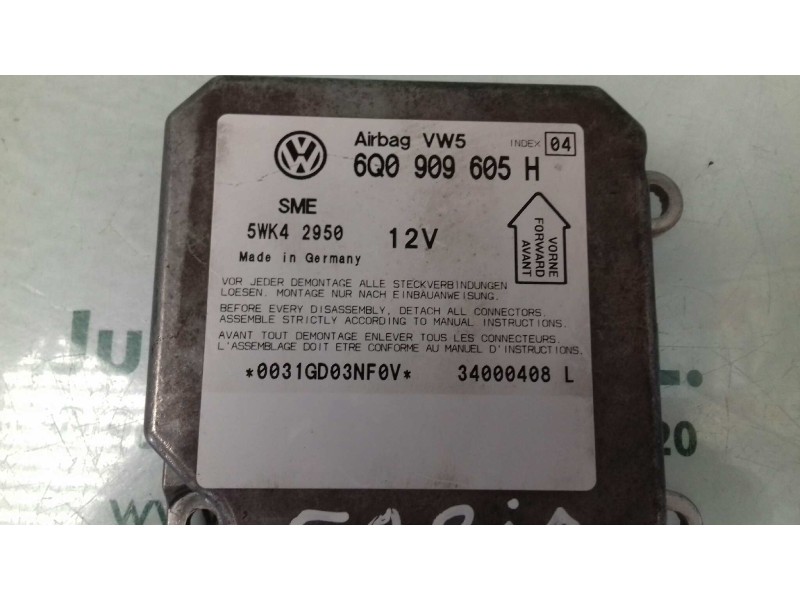 Airbag VW5 INDEX 04
6Q0 909 605 H
SME
5WK4 2950 12V
Made in Germany
VORNE
FORWARD
AVANT
VOR JEDER DEMONTAGE ALLE STECKVERBINDUNGEN
LOESEN. MONTAGE NUR NACH EINBAUANWEISUNG.
BEFORE EVERY DISASSEMBLY, DETACH ALL CONNECTORS.
ASSEMBLE STRICTLY ACCORDING TO MANUAL INSTRUCTIONS.
AVANT TOUT DEMONTAGE ENLEVER TOUS LES CONNECTEURS.
L'ASSEMBLAGE DOIT ETRE CONFORME AU MANUEL D'INSTRUCTIONS.
*0031GD03NF0V* 34000408 L